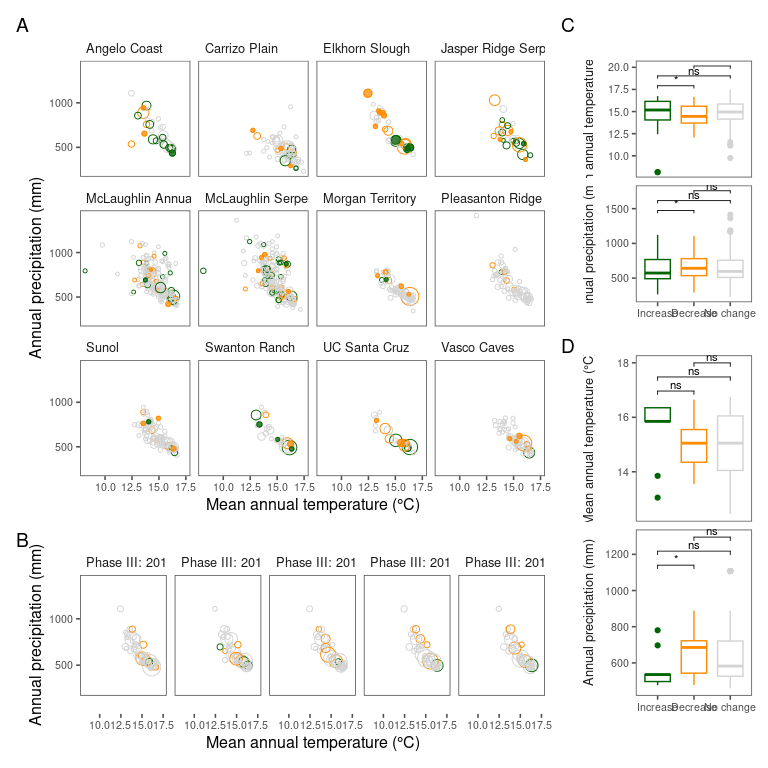 A
Angelo Coast Carrizo Plain Elkhorn Slough Jasper Ridge Serp
McLaughlin Annua McLaughlin Serpe Morgan Territory Pleasanton Ridge
Sunol Swanton Ranch UC Santa Cruz Vasco Caves
1000
500
1000
500
1000
500
10.0 12.5 15.0 17.5 10.0 12.5 15.0 17.5 10.0 12.5 15.0 17.5 10.0 12.5 15.0 17.5
Annual precipitation (mm)
Mean annual temperature (°C)
B
Phase III: 201 Phase III: 201 Phase III: 201 Phase III: 201 Phase III: 201
1000
500
10.012.515.017.5 10.012.515.017.5 10.012.515.017.5 10.012.515.017.5 10.012.515.017.5
Annual precipitation (mm)
Mean annual temperature (°C)
C
annual temperature
20.0
17.5
15.0
12.5
10.0
ns
*
nual precipitation (m
1500
1000
500
ns
ns
*
Increase Decrease No change
D
Mean annual temperature (°C
18
16
14
ns
ns
ns
Annual precipitation (mm)
1200
1000
800
600
ns
ns
*
Increase Decrease No change